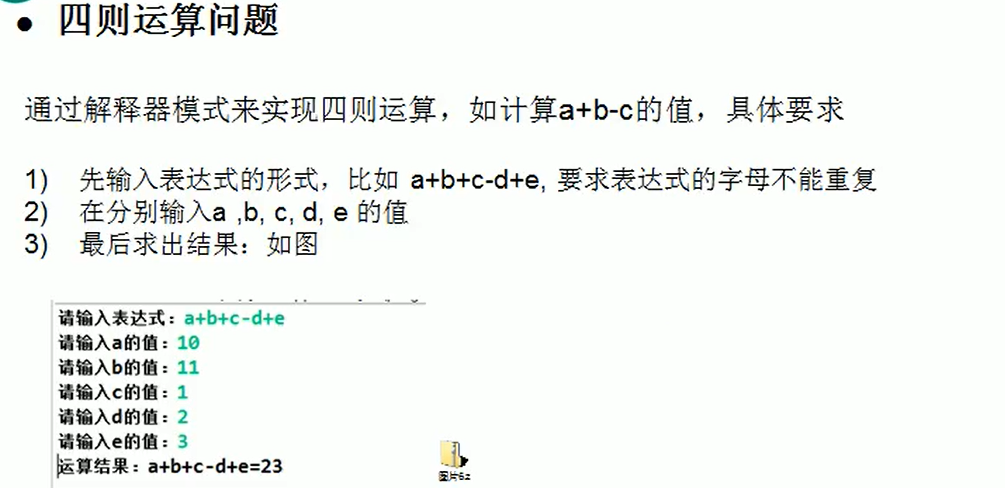 • 四则运算问题
通过解释器模式来实现四则运算，如计算a+b-c的值，具体要求
1) 先输入表达式的形式，比如 a+b+c-d+e, 要求表达式的字母不能重复
2) 在分别输入a ,b, c, d, e 的值
3) 最后求出结果：如图
请输入表达式：a+b+c-d+e
请输入a的值：10
请输入b的值：11
请输入c的值：1
请输入d的值：2
请输入e的值：3
运算结果：a+b+c-d+e=23